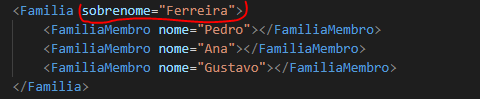 <Familia sobrenome="Ferreira">
<FamiliaMembro nome="Pedro"></FamiliaMembro>
<FamiliaMembro nome="Ana"></FamiliaMembro>
<FamiliaMembro nome="Gustavo"></FamiliaMembro>
</Familia>